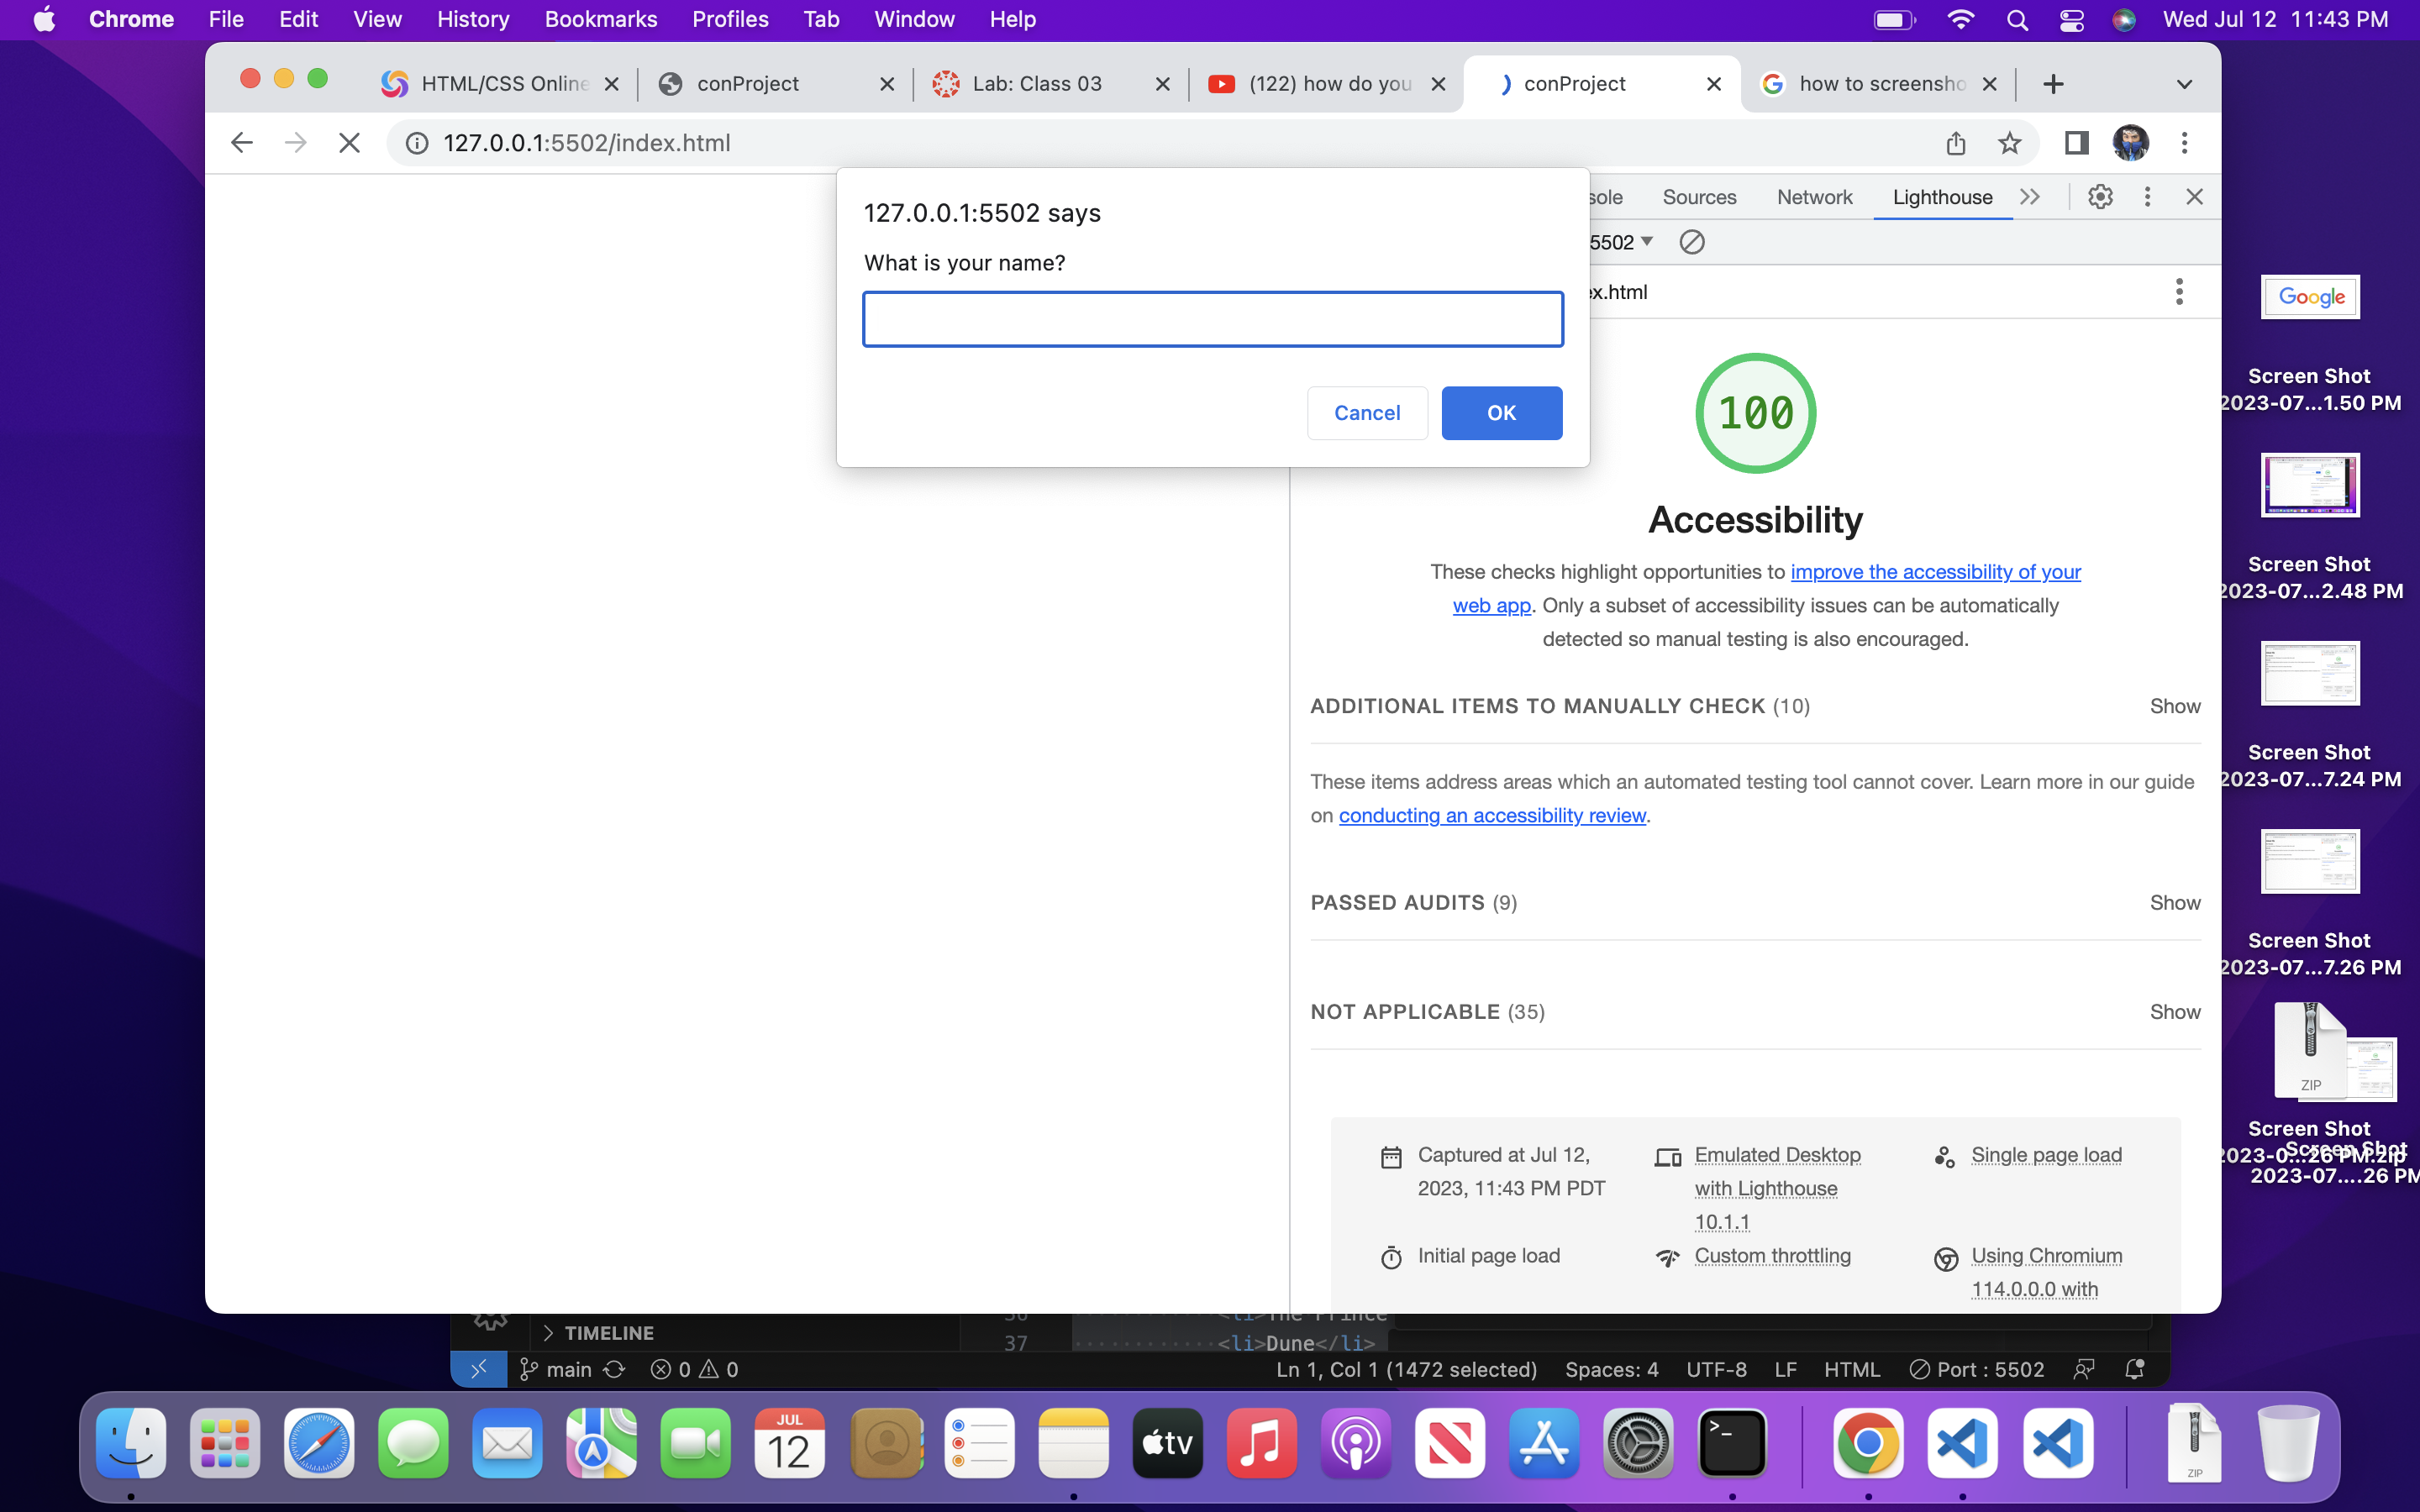 Chrome File Edit View History Bookmarks Profiles Tab Window Help Wed Jul 12 11:43 PM
HTML/CSS Online conProject Lab: Class 03 (122) how do you conProject how to screensho
127.0.0.1:5502/index.html
127.0.0.1:5502 says
What is your name?
Cancel OK
sole Sources Network Lighthouse
5502
ex.html
100
Accessibility
These checks highlight opportunities to improve the accessibility of your
web app. Only a subset of accessibility issues can be automatically
detected so manual testing is also encouraged.
ADDITIONAL ITEMS TO MANUALLY CHECK (10) Show
These items address areas which an automated testing tool cannot cover. Learn more in our guide
on conducting an accessibility review.
PASSED AUDITS (9) Show
NOT APPLICABLE (35) Show
Captured at Jul 12,
2023, 11:43 PM PDT
Emulated Desktop
with Lighthouse
10.1.1
Single page load
Initial page load
Custom throttling
Using Chromium
114.0.0.0 with
Google
Screen Shot
2023-07...1.50 PM
Screen Shot
2023-07...2.48 PM
Screen Shot
2023-07...7.24 PM
Screen Shot
2023-07...7.26 PM
ZIP
Screen Shot
2023-0...26 PM.zip
Screen Shot
2023-07....26 PM
TIMELINE
36 <li>The Prince
37 <li>Dune</li>
main 0 0 Ln 1, Col 1 (1472 selected) Spaces: 4 UTF-8 LF HTML Port : 5502
JUL
12
tv
ZIP